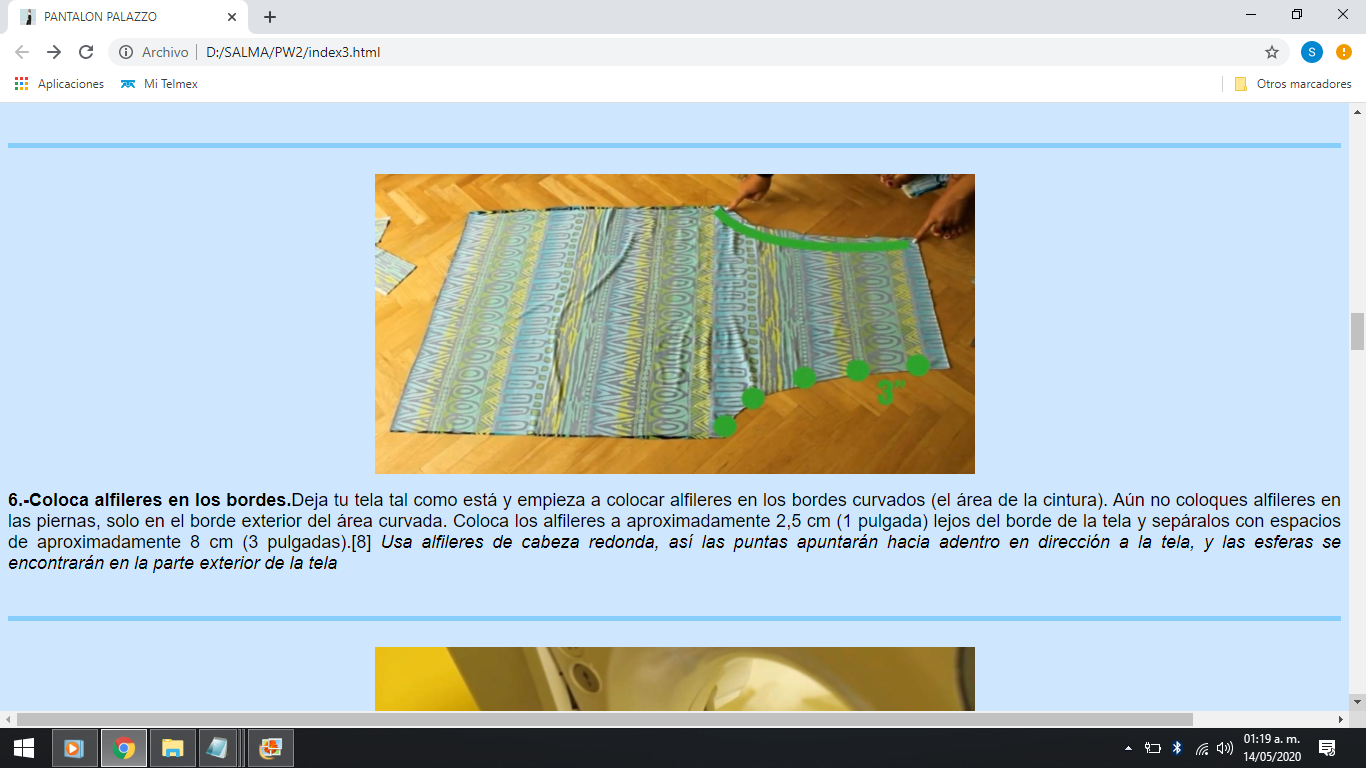 PANTALON PALAZZO
Archivo
D:/SALMA/PW2/index3.html
S
Aplicaciones
Mi Telmex
Otros marcadores
3"
6.-Coloca alfileres en los bordes.Deja tu tela tal como está y empieza a colocar alfileres en los bordes curvados (el área de la cintura). Aún no coloques alfileres en
las piernas, solo en el borde exterior del área curvada. Coloca los alfileres a aproximadamente 2,5 cm (1 pulgada) lejos del borde de la tela y sepáralos con espacios
de aproximadamente 8 cm (3 pulgadas).[8] Usa alfileres de cabeza redonda, así las puntas apuntarán hacia adentro en dirección a la tela, y las esferas se
encontrarán en la parte exterior de la tela
01:19 a. m.
14/05/2020